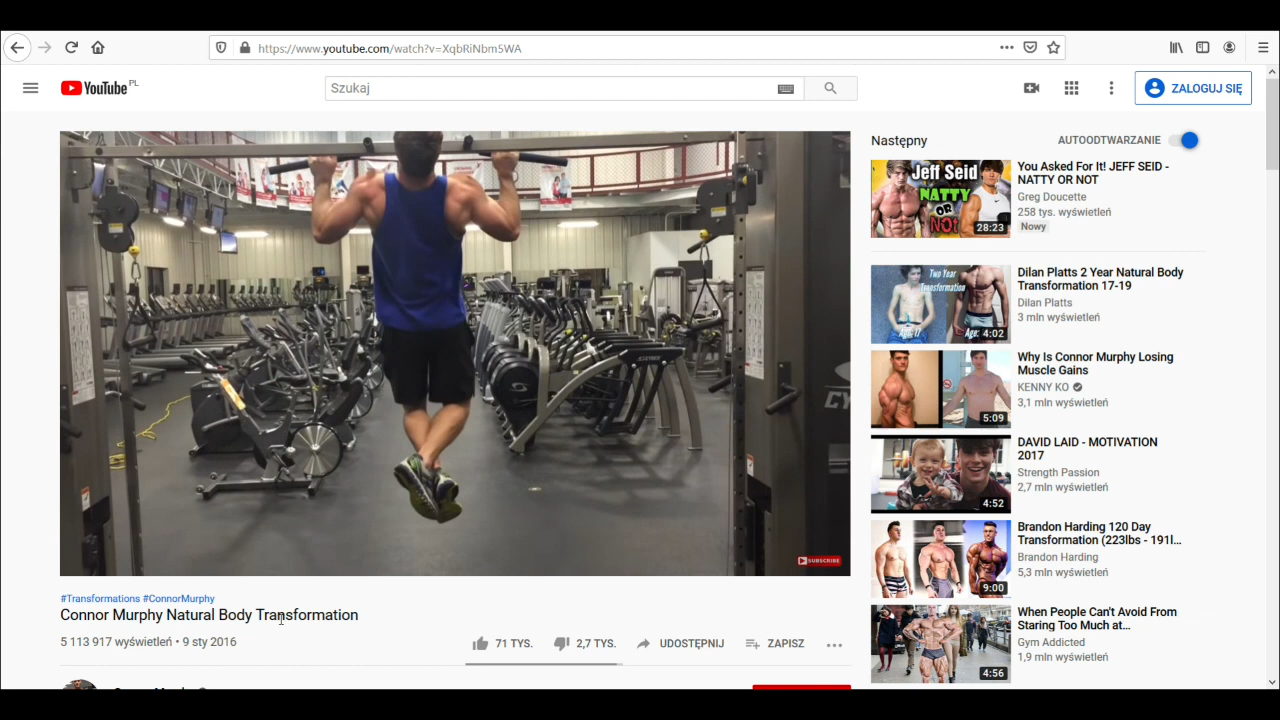 https://www.youtube.com/watch?v=XqbRiNbm5WA
YouTube PL
Szukaj
ZALOGUJ SIĘ
SUBSCRIBE
#Transformations #ConnorMurphy
Connor Murphy Natural Body Transformation
5 113 917 wyświetleń • 9 sty 2016
71 TYS.
2,7 TYS.
UDOSTĘPNIJ
ZAPISZ
Następny
AUTOODTWARZANIE
Jeff Seid
NATTY
OR
NOT
28:23
You Asked For It! JEFF SEID -
NATTY OR NOT
Greg Doucette
258 tys. wyświetleń
Nowy
Two Year
Transformation
Age: 17
Age:
4:02
Dilan Platts 2 Year Natural Body
Transformation 17-19
Dilan Platts
3 mln wyświetleń
5:09
Why Is Connor Murphy Losing
Muscle Gains
KENNY KO
3,1 mln wyświetleń
4:52
DAVID LAID - MOTIVATION
2017
Strength Passion
2,7 mln wyświetleń
9:00
Brandon Harding 120 Day
Transformation (223lbs - 191l...
Brandon Harding
5,3 mln wyświetleń
4:56
When People Can't Avoid From
Staring Too Much at...
Gym Addicted
1,9 mln wyświetleń